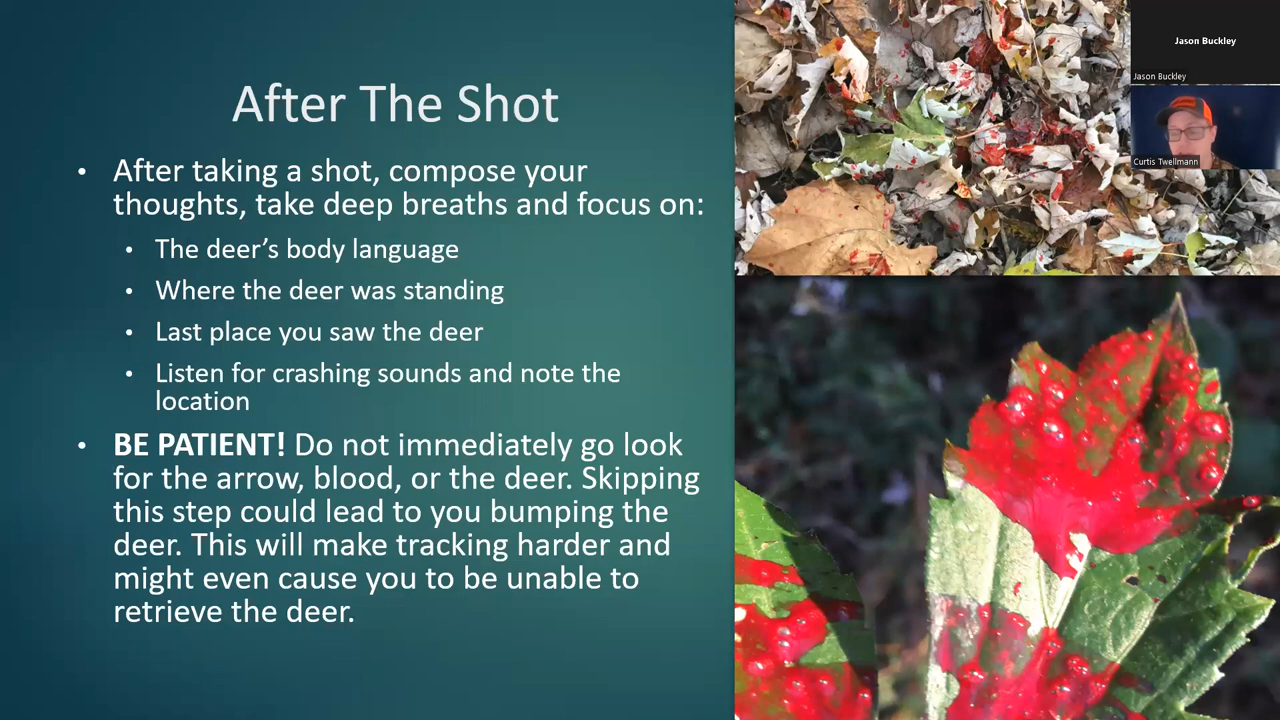 After The Shot
• After taking a shot, compose your
thoughts, take deep breaths and focus on:
• The deer’s body language
• Where the deer was standing
• Last place you saw the deer
• Listen for crashing sounds and note the
location
• BE PATIENT! Do not immediately go look
for the arrow, blood, or the deer. Skipping
this step could lead to you bumping the
deer. This will make tracking harder and
might even cause you to be unable to
retrieve the deer.
Jason Buckley
Jason Buckley
Curtis Twellmann